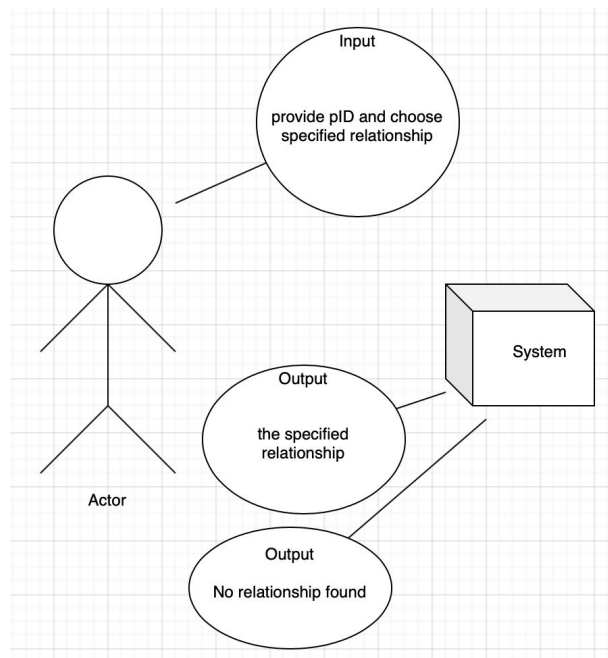 Input
provide pID and choose
specified relationship
System
Output
the specified
relationship
Actor
Output
No relationship found